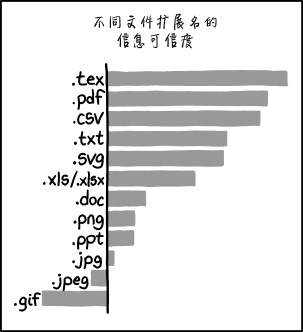 不同文件扩展名的
信息可信度
.tex
.pdf
.csv
.txt
.svg
.xls/.xlsx
.doc
.png
.ppt
.jpg
.jpeg
.gif